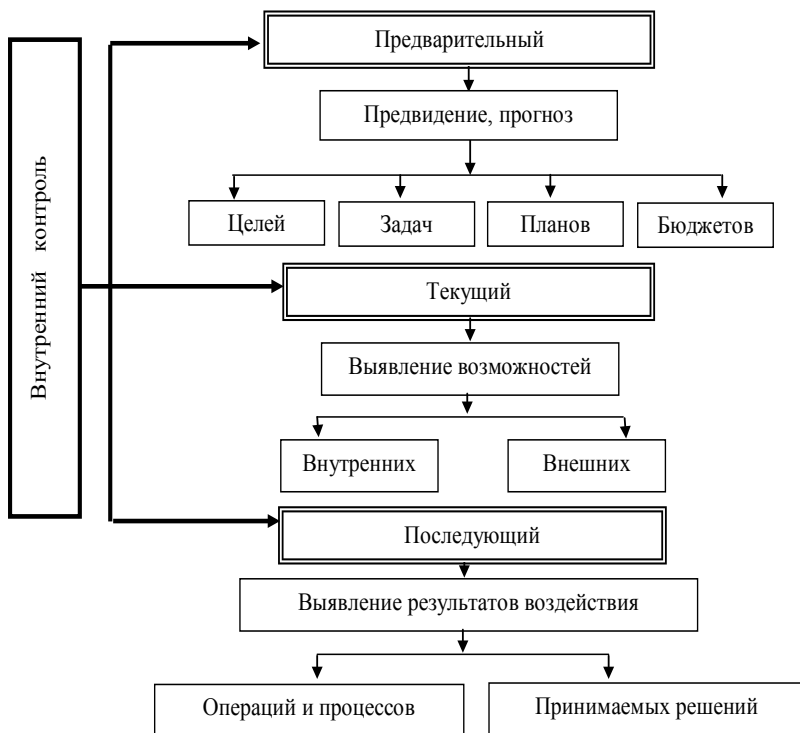 Внутренний контроль
Предварительный
Предвидение, прогноз
Целей
Задач
Планов
Бюджетов
Текущий
Выявление возможностей
Внутренних
Внешних
Последующий
Выявление результатов воздействия
Операций и процессов
Принимаемых решений